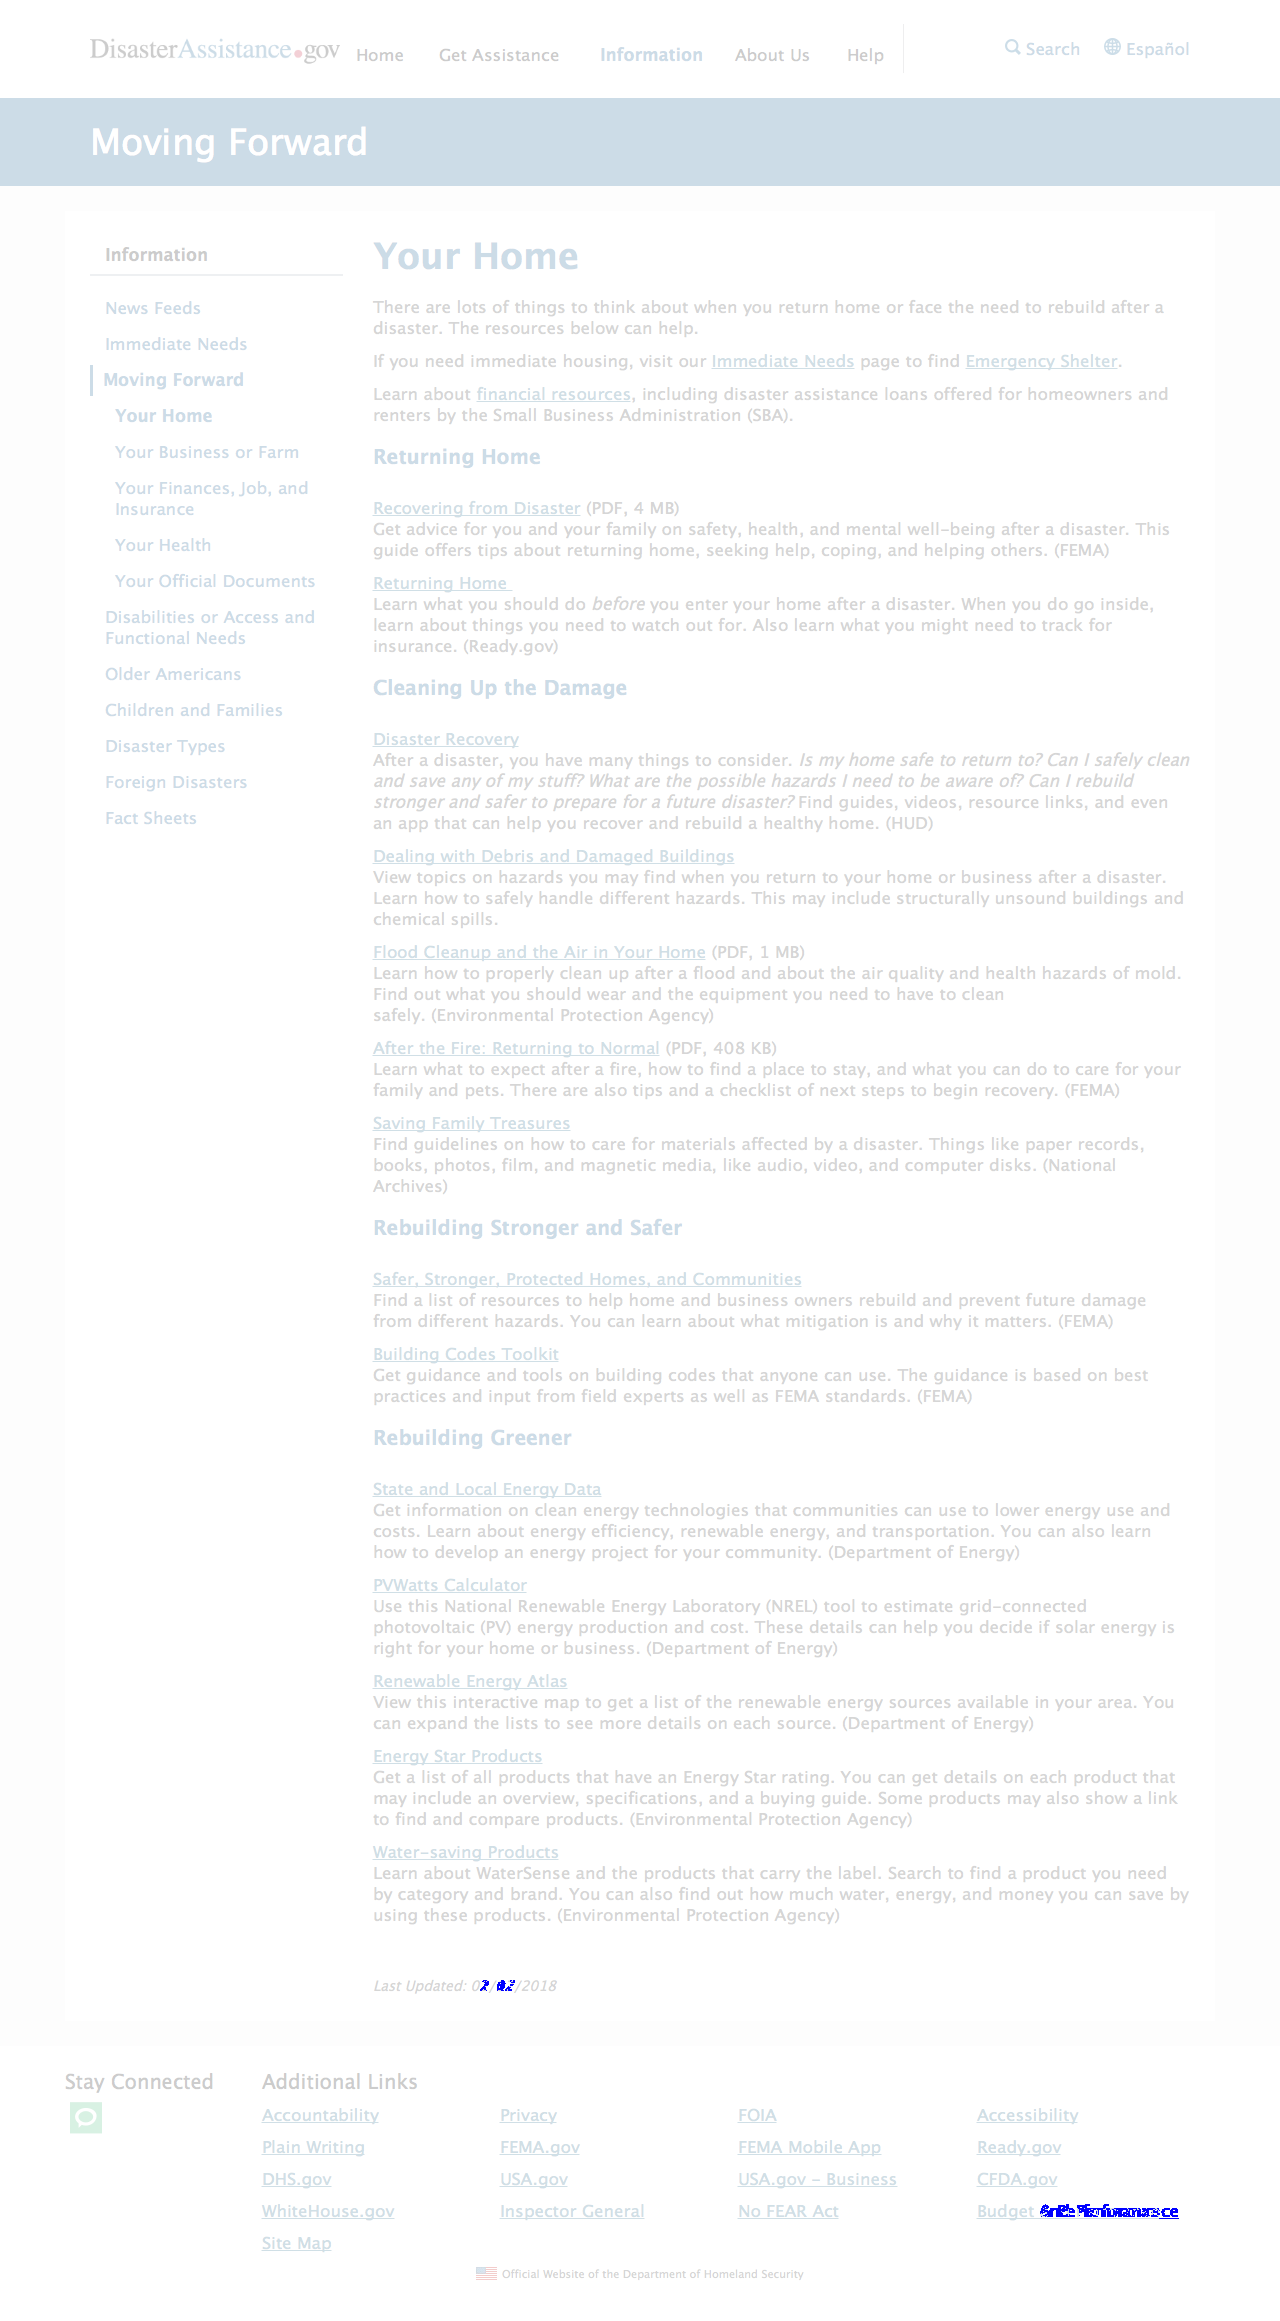 DisasterAssistance.gov Home Get Assistance Information About Us Help Search Español
Moving Forward
Information
News Feeds
Immediate Needs
Moving Forward
Your Home
Your Business or Farm
Your Finances, Job, and
Insurance
Your Health
Your Official Documents
Disabilities or Access and
Functional Needs
Older Americans
Children and Families
Disaster Types
Foreign Disasters
Fact Sheets
Your Home
There are lots of things to think about when you return home or face the need to rebuild after a
disaster. The resources below can help.
If you need immediate housing, visit our Immediate Needs page to find Emergency Shelter.
Learn about financial resources, including disaster assistance loans offered for homeowners and
renters by the Small Business Administration (SBA).
Returning Home
Recovering from Disaster (PDF, 4 MB)
Get advice for you and your family on safety, health, and mental well-being after a disaster. This
guide offers tips about returning home, seeking help, coping, and helping others. (FEMA)
Returning Home
Learn what you should do before you enter your home after a disaster. When you do go inside,
learn about things you need to watch out for. Also learn what you might need to track for
insurance. (Ready.gov)
Cleaning Up the Damage
Disaster Recovery
After a disaster, you have many things to consider. Is my home safe to return to? Can I safely clean
and save any of my stuff? What are the possible hazards I need to be aware of? Can I rebuild
stronger and safer to prepare for a future disaster? Find guides, videos, resource links, and even
an app that can help you recover and rebuild a healthy home. (HUD)
Dealing with Debris and Damaged Buildings
View topics on hazards you may find when you return to your home or business after a disaster.
Learn how to safely handle different hazards. This may include structurally unsound buildings and
chemical spills.
Flood Cleanup and the Air in Your Home (PDF, 1 MB)
Learn how to properly clean up after a flood and about the air quality and health hazards of mold.
Find out what you should wear and the equipment you need to have to clean
safely. (Environmental Protection Agency)
After the Fire: Returning to Normal (PDF, 408 KB)
Learn what to expect after a fire, how to find a place to stay, and what you can do to care for your
family and pets. There are also tips and a checklist of next steps to begin recovery. (FEMA)
Saving Family Treasures
Find guidelines on how to care for materials affected by a disaster. Things like paper records,
books, photos, film, and magnetic media, like audio, video, and computer disks. (National
Archives)
Rebuilding Stronger and Safer
Safer, Stronger, Protected Homes, and Communities
Find a list of resources to help home and business owners rebuild and prevent future damage
from different hazards. You can learn about what mitigation is and why it matters. (FEMA)
Building Codes Toolkit
Get guidance and tools on building codes that anyone can use. The guidance is based on best
practices and input from field experts as well as FEMA standards. (FEMA)
Rebuilding Greener
State and Local Energy Data
Get information on clean energy technologies that communities can use to lower energy use and
costs. Learn about energy efficiency, renewable energy, and transportation. You can also learn
how to develop an energy project for your community. (Department of Energy)
PVWatts Calculator
Use this National Renewable Energy Laboratory (NREL) tool to estimate grid-connected
photovoltaic (PV) energy production and cost. These details can help you decide if solar energy is
right for your home or business. (Department of Energy)
Renewable Energy Atlas
View this interactive map to get a list of the renewable energy sources available in your area. You
can expand the lists to see more details on each source. (Department of Energy)
Energy Star Products
Get a list of all products that have an Energy Star rating. You can get details on each product that
may include an overview, specifications, and a buying guide. Some products may also show a link
to find and compare products. (Environmental Protection Agency)
Water-saving Products
Learn about WaterSense and the products that carry the label. Search to find a product you need
by category and brand. You can also find out how much water, energy, and money you can save by
using these products. (Environmental Protection Agency)
Last Updated: /2018
Stay Connected
Additional Links
Accountability Privacy FOIA Accessibility
Plain Writing FEMA.gov FEMA Mobile App Ready.gov
DHS.gov USA.gov USA.gov - Business CFDA.gov
WhiteHouse.gov Inspector General No FEAR Act Budget
Site Map
Official Website of the Department of Homeland Security